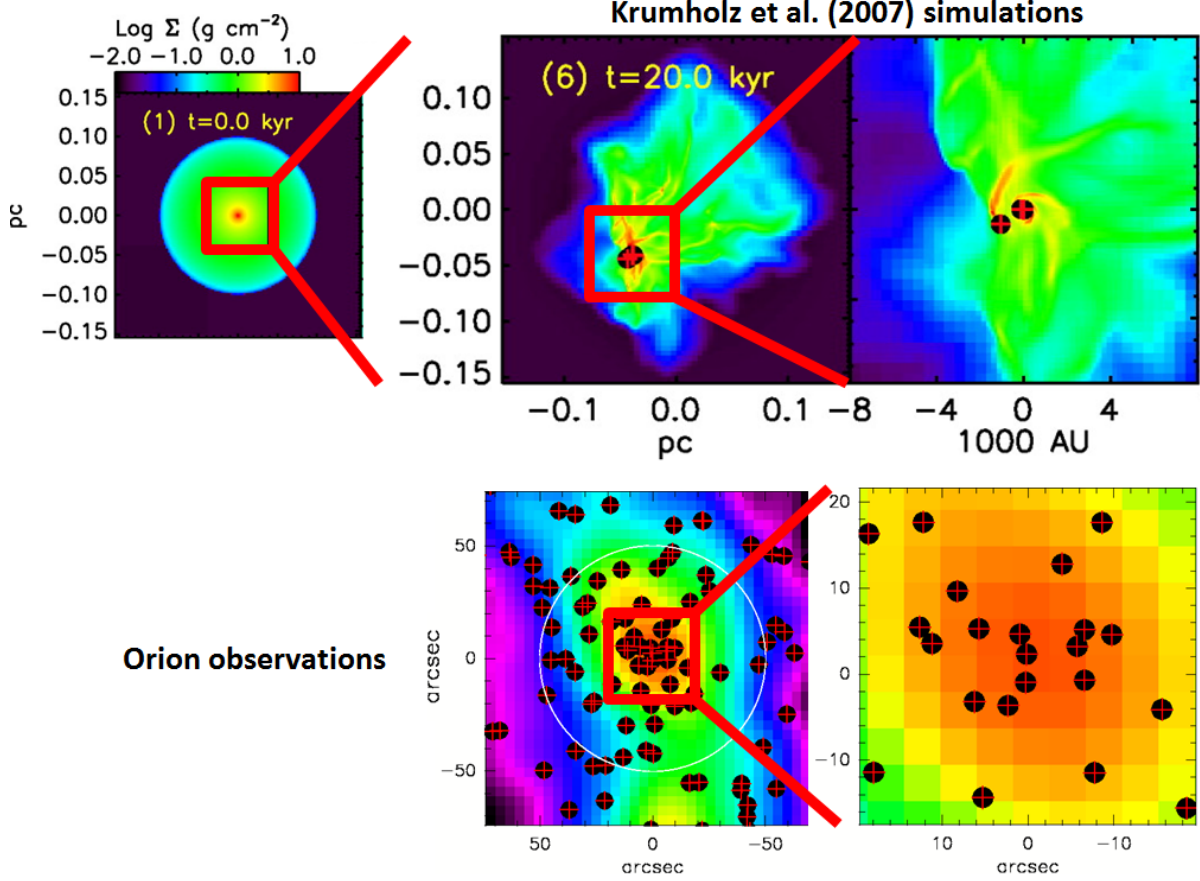 Krumholz et al. (2007) simulations
Log Σ (g cm⁻²)
−2.0 −1.0 0.0 1.0
(1) t=0.0 kyr
0.15
0.10
0.05
0.00
−0.05
−0.10
−0.15
pc
(6) t=20.0 kyr
0.10
0.05
0.00
−0.05
−0.10
−0.15
−0.1 0.0 0.1
pc
−8 −4 0 4
1000 AU
Orion observations
50
0
−50
arcsec
50 0 −50
arcsec
20
10
0
−10
arcsec
10 0 −10
arcsec